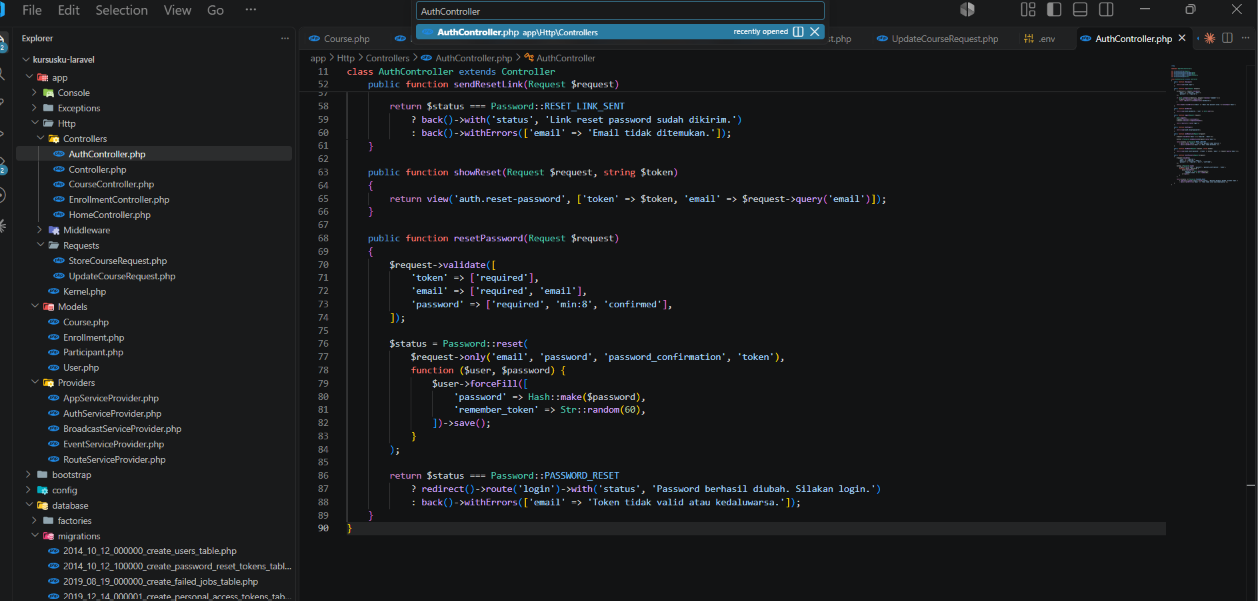 File Edit Selection View Go ···
AuthController
AuthController.php app\Http\Controllers recently opened
Explorer ···
kursusku-laravel
app
Console
Exceptions
Http
Controllers
AuthController.php
Controller.php
CourseController.php
EnrollmentController.php
HomeController.php
Middleware
Requests
StoreCourseRequest.php
UpdateCourseRequest.php
Kernel.php
Models
Course.php
Enrollment.php
Participant.php
User.php
Providers
AppServiceProvider.php
AuthServiceProvider.php
BroadcastServiceProvider.php
EventServiceProvider.php
RouteServiceProvider.php
bootstrap
config
database
factories
migrations
2014_10_12_000000_create_users_table.php
2014_10_12_100000_create_password_reset_tokens_tabl...
2019_08_19_000000_create_failed_jobs_table.php
2019_12_14_000001_create_personal_access_tokens_tab...
Course.php st.php UpdateCourseRequest.php .env AuthController.php
app > Http > Controllers > AuthController.php > AuthController
11 class AuthController extends Controller
52 public function sendResetLink(Request $request)
57
58 return $status === Password::RESET_LINK_SENT
59 ? back()->with('status', 'Link reset password sudah dikirim.')
60 : back()->withErrors(['email' => 'Email tidak ditemukan.']);
61 }
62
63 public function showReset(Request $request, string $token)
64 {
65 return view('auth.reset-password', ['token' => $token, 'email' => $request->query('email')]);
66 }
67
68 public function resetPassword(Request $request)
69 {
70 $request->validate([
71 'token' => ['required'],
72 'email' => ['required', 'email'],
73 'password' => ['required', 'min:8', 'confirmed'],
74 ]);
75
76 $status = Password::reset(
77 $request->only('email', 'password', 'password_confirmation', 'token'),
78 function ($user, $password) {
79 $user->forceFill([
80 'password' => Hash::make($password),
81 'remember_token' => Str::random(60),
82 ])->save();
83 }
84 );
85
86 return $status === Password::PASSWORD_RESET
87 ? redirect()->route('login')->with('status', 'Password berhasil diubah. Silakan login.')
88 : back()->withErrors(['email' => 'Token tidak valid atau kedaluwarsa.']);
89 }
90 }